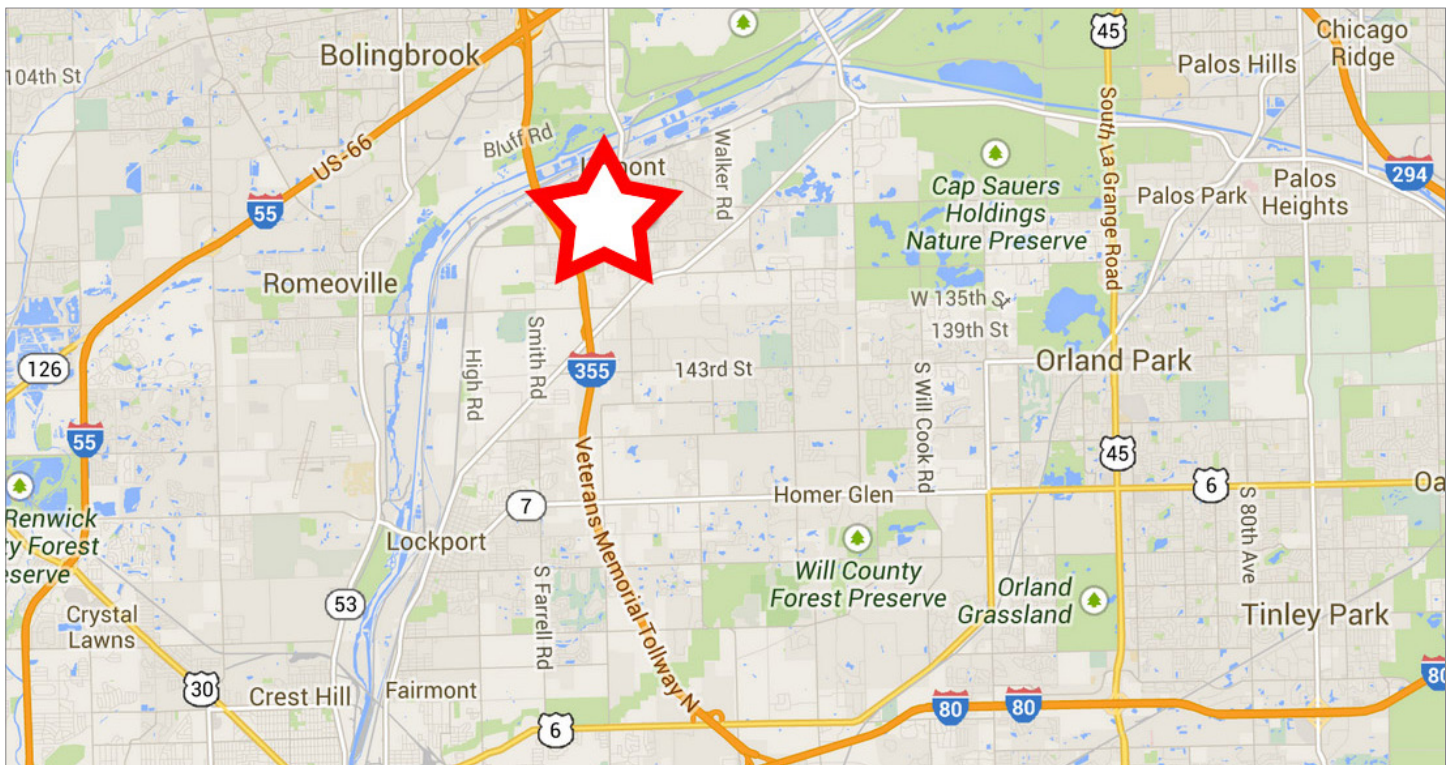 Bolingbrook
104th St
US-66
55
Bluff Rd
45
Chicago
Ridge
Palos Hills
South La Grange Road
Walker Rd
294
Cap Sauers
Holdings
Nature Preserve
Palos Park
Palos
Heights
Romeoville
W 135th St
139th St
126
High Rd
Smith Rd
355
143rd St
S Will Cook Rd
Orland Park
55
45
6
7
Homer Glen
S 80th Ave
Renwick
Lockport
Veterans Memorial Tollway N
Will County
Forest Preserve
Orland
Grassland
S Farrell Rd
53
Crystal
Lawns
Tinley Park
30
Crest Hill
Fairmont
6
80
80
80